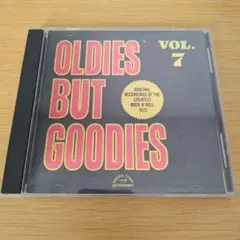 OLDIES
VOL.
7
BUT
GOODIES
ORIGINAL
RECORDINGS OF THE
GREATEST
ROCK 'N' ROLL
HITS